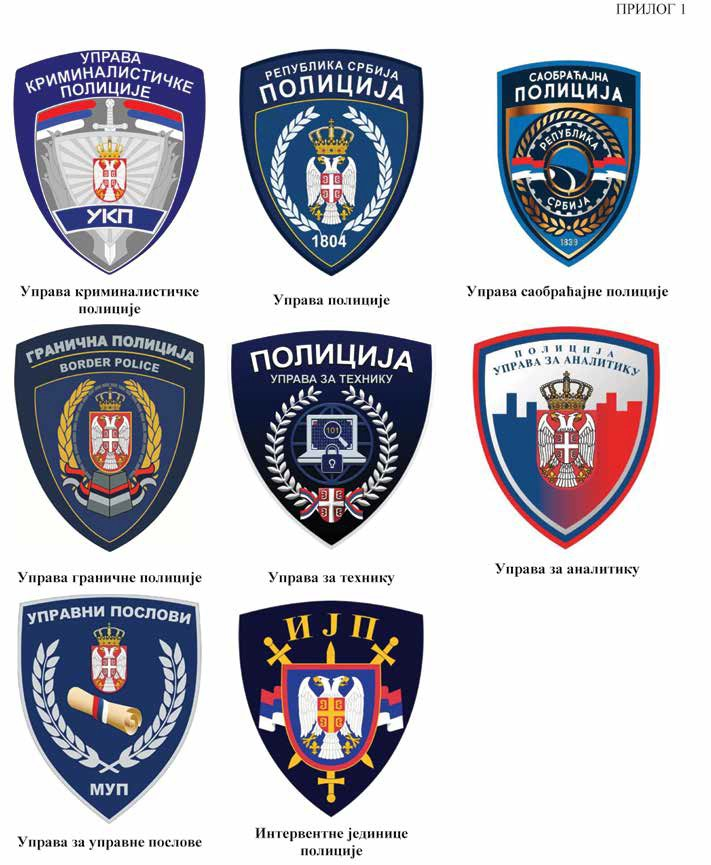 ПРИЛОГ 1
УПРАВА
КРИМИНАЛИСТИЧКЕ
ПОЛИЦИЈЕ
УКП
РЕПУБЛИКА СРБИЈА
ПОЛИЦИЈА
1804
САОБРАЋАЈНА
ПОЛИЦИЈА
РЕПУБЛИКА
СРБИЈА
1839
Управа криминалистичке
полиције
Управа полиције
Управа саобраћајне полиције
ГРАНИЧНА ПОЛИЦИЈА
BORDER POLICE
ПОЛИЦИЈА
УПРАВА ЗА ТЕХНИКУ
101
ПОЛИЦИЈА
УПРАВА ЗА АНАЛИТИКУ
Управа граничне полиције
Управа за технику
Управа за аналитику
УПРАВНИ ПОСЛОВИ
МУП
ИЈП
Управа за управне послове
Интервентне јединице
полиције